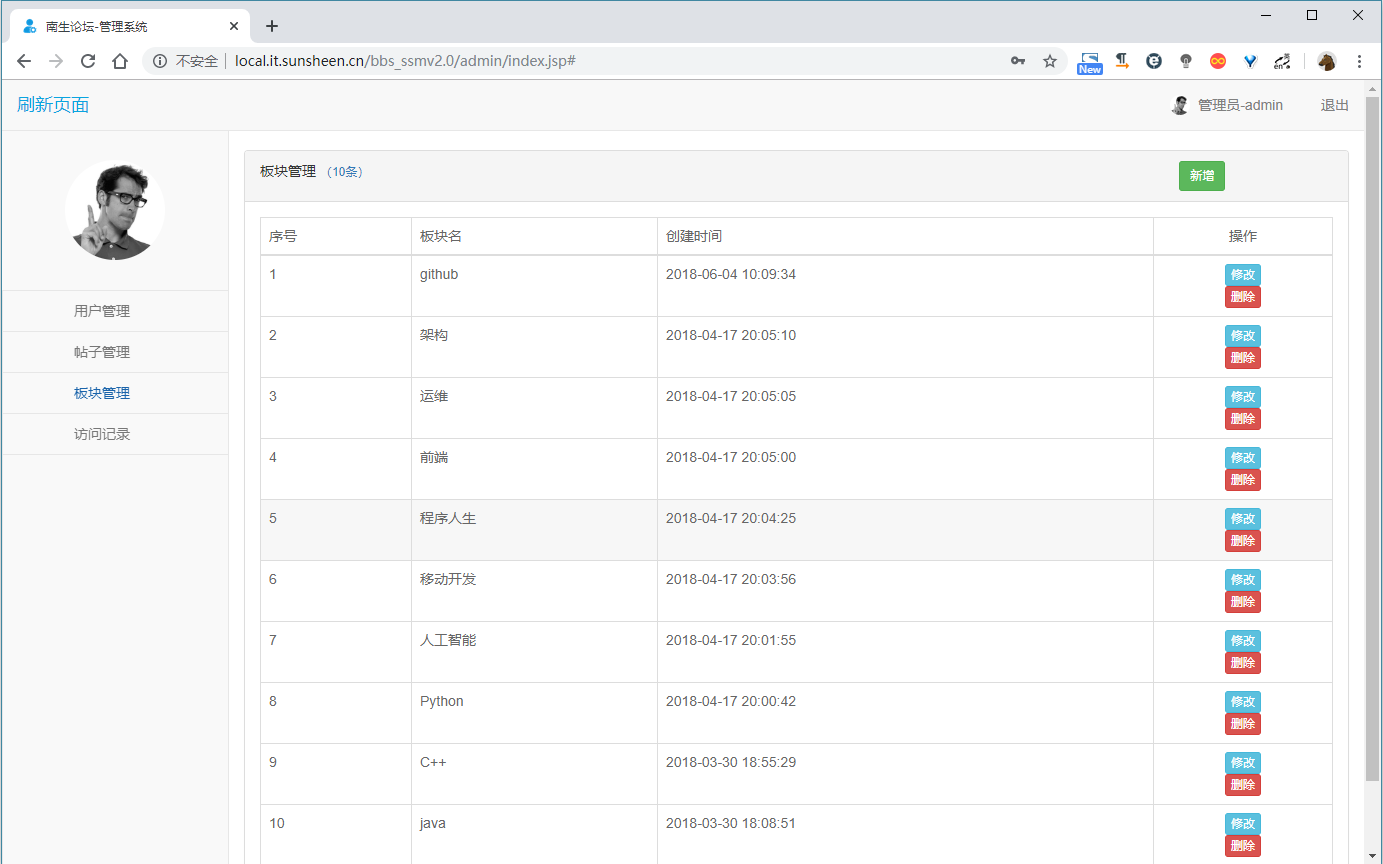 南生论坛-管理系统
不安全 local.it.sunsheen.cn/bbs_ssmv2.0/admin/index.jsp#
New
en
刷新页面 管理员-admin 退出
板块管理 （10条） 新增
用户管理
帖子管理
板块管理
访问记录
序号 板块名 创建时间 操作
1 github 2018-06-04 10:09:34 修改
删除
2 架构 2018-04-17 20:05:10 修改
删除
3 运维 2018-04-17 20:05:05 修改
删除
4 前端 2018-04-17 20:05:00 修改
删除
5 程序人生 2018-04-17 20:04:25 修改
删除
6 移动开发 2018-04-17 20:03:56 修改
删除
7 人工智能 2018-04-17 20:01:55 修改
删除
8 Python 2018-04-17 20:00:42 修改
删除
9 C++ 2018-03-30 18:55:29 修改
删除
10 java 2018-03-30 18:08:51 修改
删除